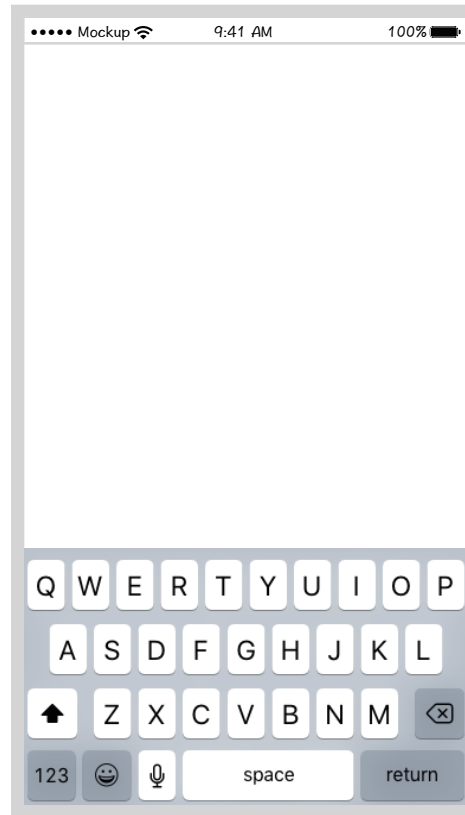 Mockup 9:41 AM 100%
Q W E R T Y U I O P
A S D F G H J K L
Z X C V B N M
123 space return